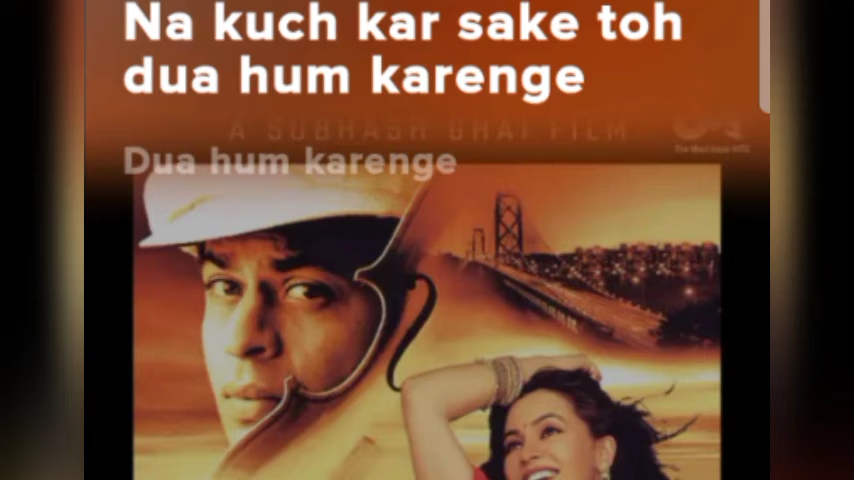 Na kuch kar sake toh
dua hum karenge
A SUBHASH GHAI FILM
Dua hum karenge